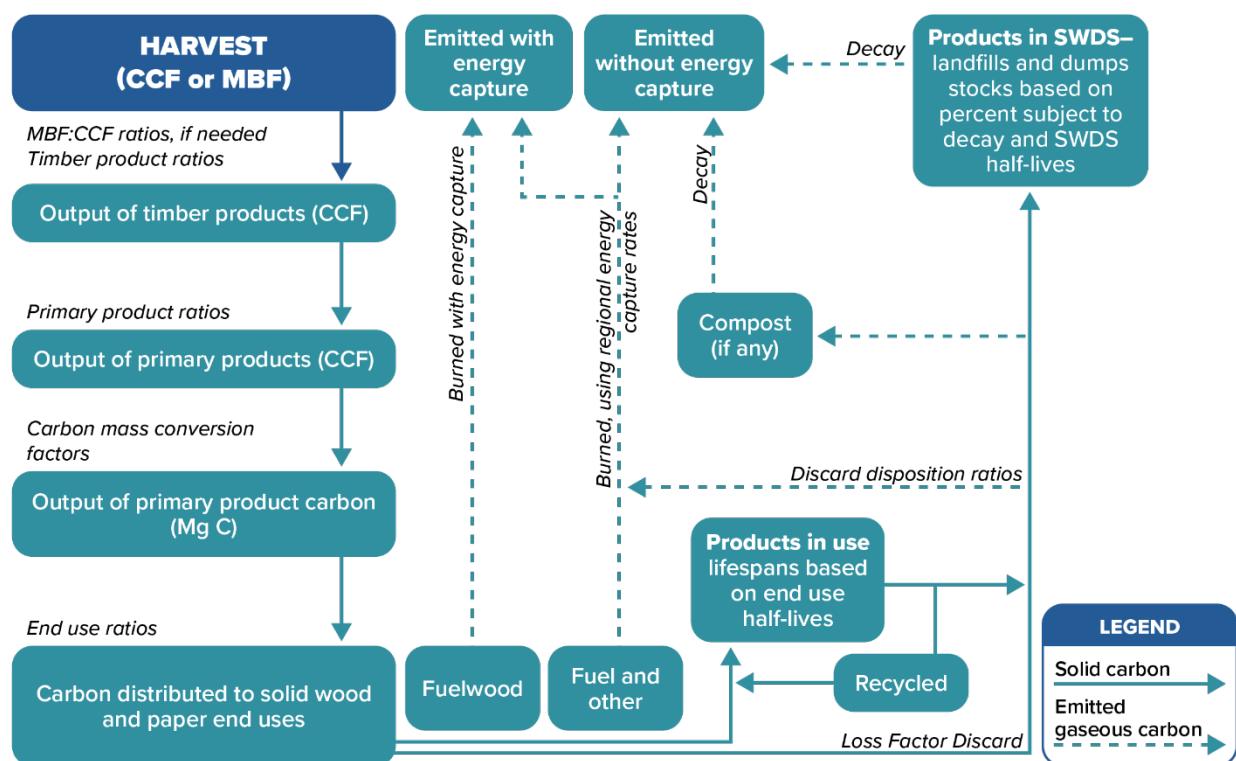 HARVEST
(CCF or MBF)
MBF:CCF ratios, if needed
Timber product ratios
Output of timber products (CCF)
Primary product ratios
Output of primary products (CCF)
Carbon mass conversion
factors
Output of primary product carbon
(Mg C)
End use ratios
Carbon distributed to solid wood
and paper end uses
Emitted with
energy
capture
Burned with energy capture
Fuelwood
Emitted
without energy
capture
Burned, using regional energy
capture rates
Fuel and
other
Decay
Decay
Compost
(if any)
Products in SWDS–
landfills and dumps
stocks based on
percent subject to
decay and SWDS
half-lives
Discard disposition ratios
Products in use
lifespans based
on end use
half-lives
Recycled
Loss Factor Discard
LEGEND
Solid carbon
Emitted
gaseous carbon